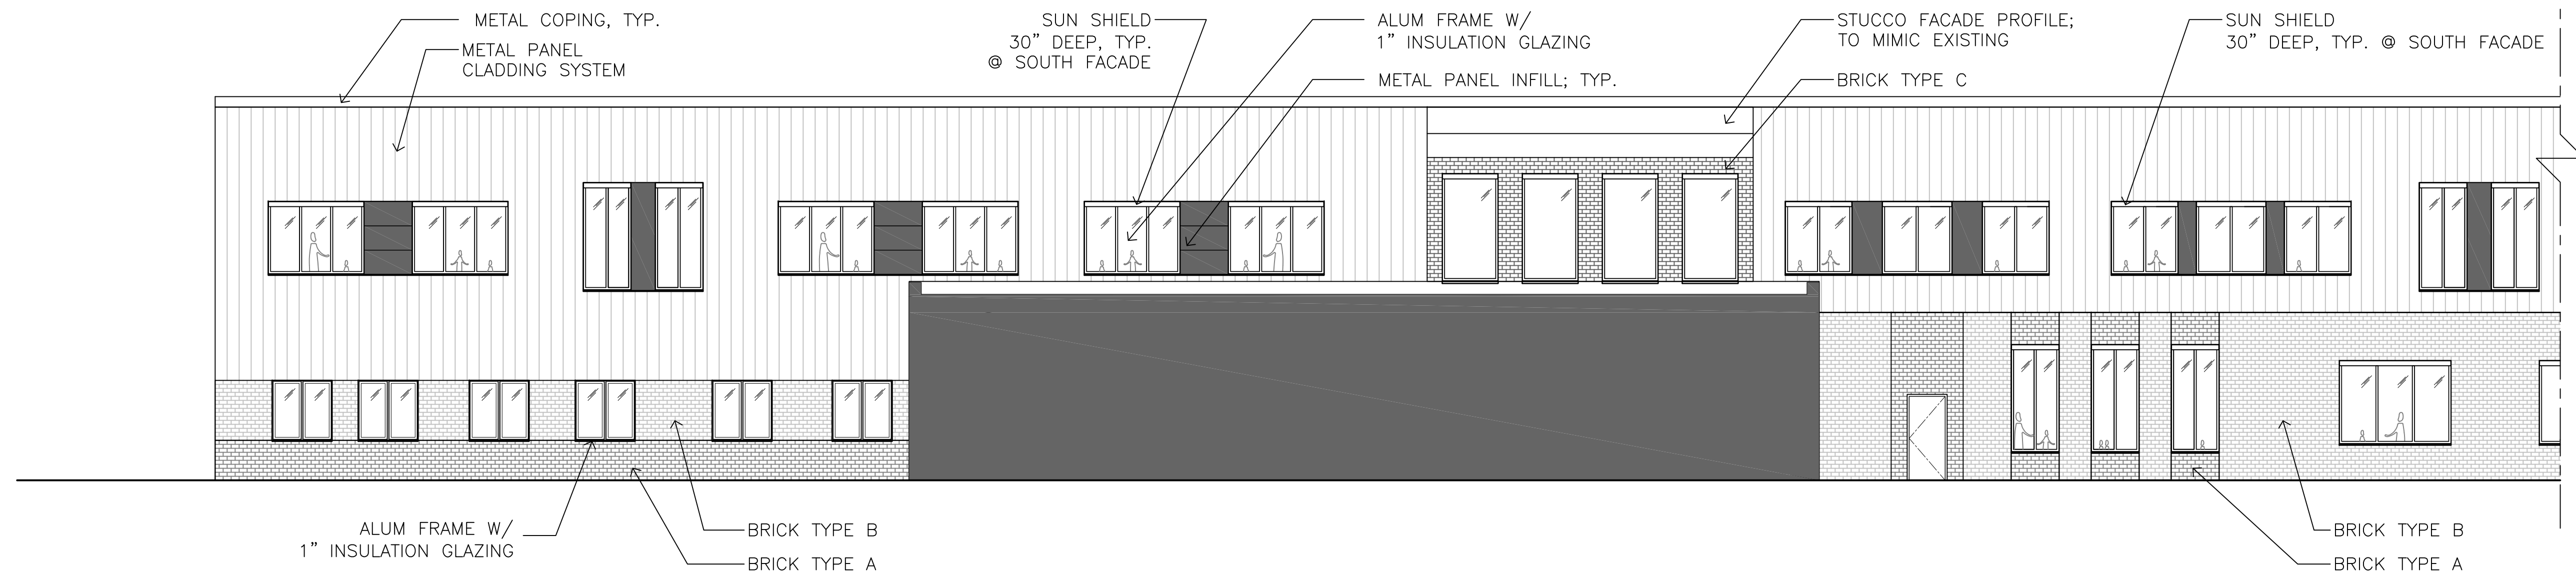 METAL COPING, TYP.
METAL PANEL
CLADDING SYSTEM
SUN SHIELD
30" DEEP, TYP.
@ SOUTH FACADE
ALUM FRAME W/
1" INSULATION GLAZING
METAL PANEL INFILL; TYP.
STUCCO FACADE PROFILE;
TO MIMIC EXISTING
BRICK TYPE C
SUN SHIELD
30" DEEP, TYP. @ SOUTH FACADE
ALUM FRAME W/
1" INSULATION GLAZING
BRICK TYPE B
BRICK TYPE A
BRICK TYPE B
BRICK TYPE A